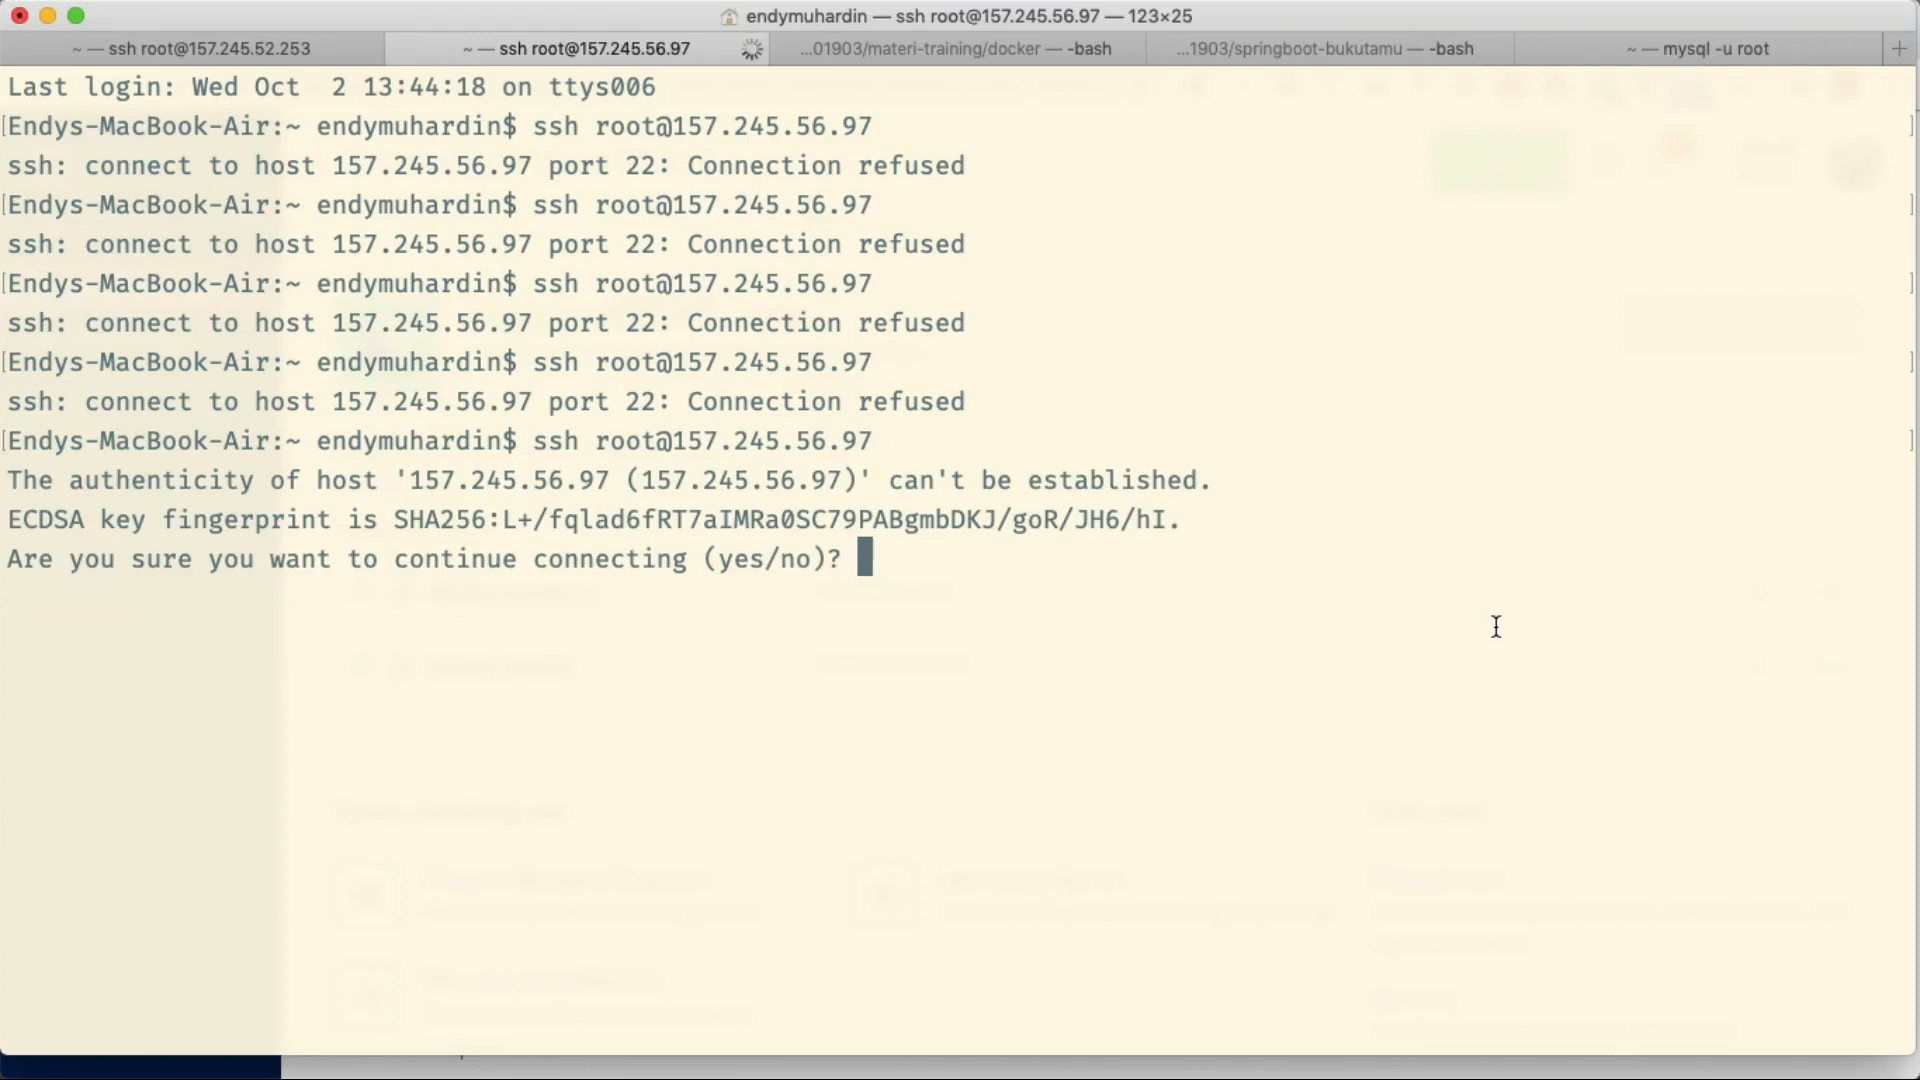 endymuhardin — ssh root@157.245.56.97 — 123×25
~ — ssh root@157.245.52.253
~ — ssh root@157.245.56.97
...01903/materi-training/docker — -bash
...1903/springboot-bukutamu — -bash
~ — mysql -u root
Last login: Wed Oct  2 13:44:18 on ttys006
[Endys-MacBook-Air:~ endymuhardin$ ssh root@157.245.56.97 ]
ssh: connect to host 157.245.56.97 port 22: Connection refused
[Endys-MacBook-Air:~ endymuhardin$ ssh root@157.245.56.97 ]
ssh: connect to host 157.245.56.97 port 22: Connection refused
[Endys-MacBook-Air:~ endymuhardin$ ssh root@157.245.56.97 ]
ssh: connect to host 157.245.56.97 port 22: Connection refused
[Endys-MacBook-Air:~ endymuhardin$ ssh root@157.245.56.97 ]
ssh: connect to host 157.245.56.97 port 22: Connection refused
[Endys-MacBook-Air:~ endymuhardin$ ssh root@157.245.56.97 ]
The authenticity of host '157.245.56.97 (157.245.56.97)' can't be established.
ECDSA key fingerprint is SHA256:L+/fqlad6fRT7aIMRa0SC79PABgmbDKJ/goR/JH6/hI.
Are you sure you want to continue connecting (yes/no)?